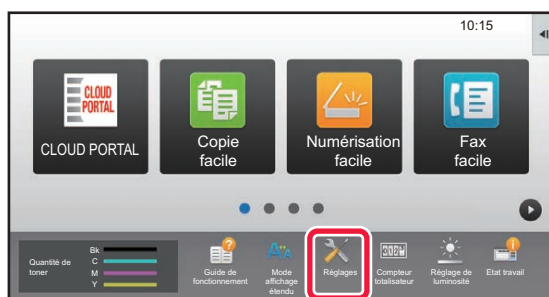 10:15
CLOUD
PORTAL
CLOUD PORTAL
Copie
facile
Numérisation
facile
Fax
facile
Quantité de
toner
Bk
C
M
Y
Guide de
fonctionnement
Mode
affichage
étendu
Réglages
Compteur
totalisateur
Réglage de
luminosité
Etat travail